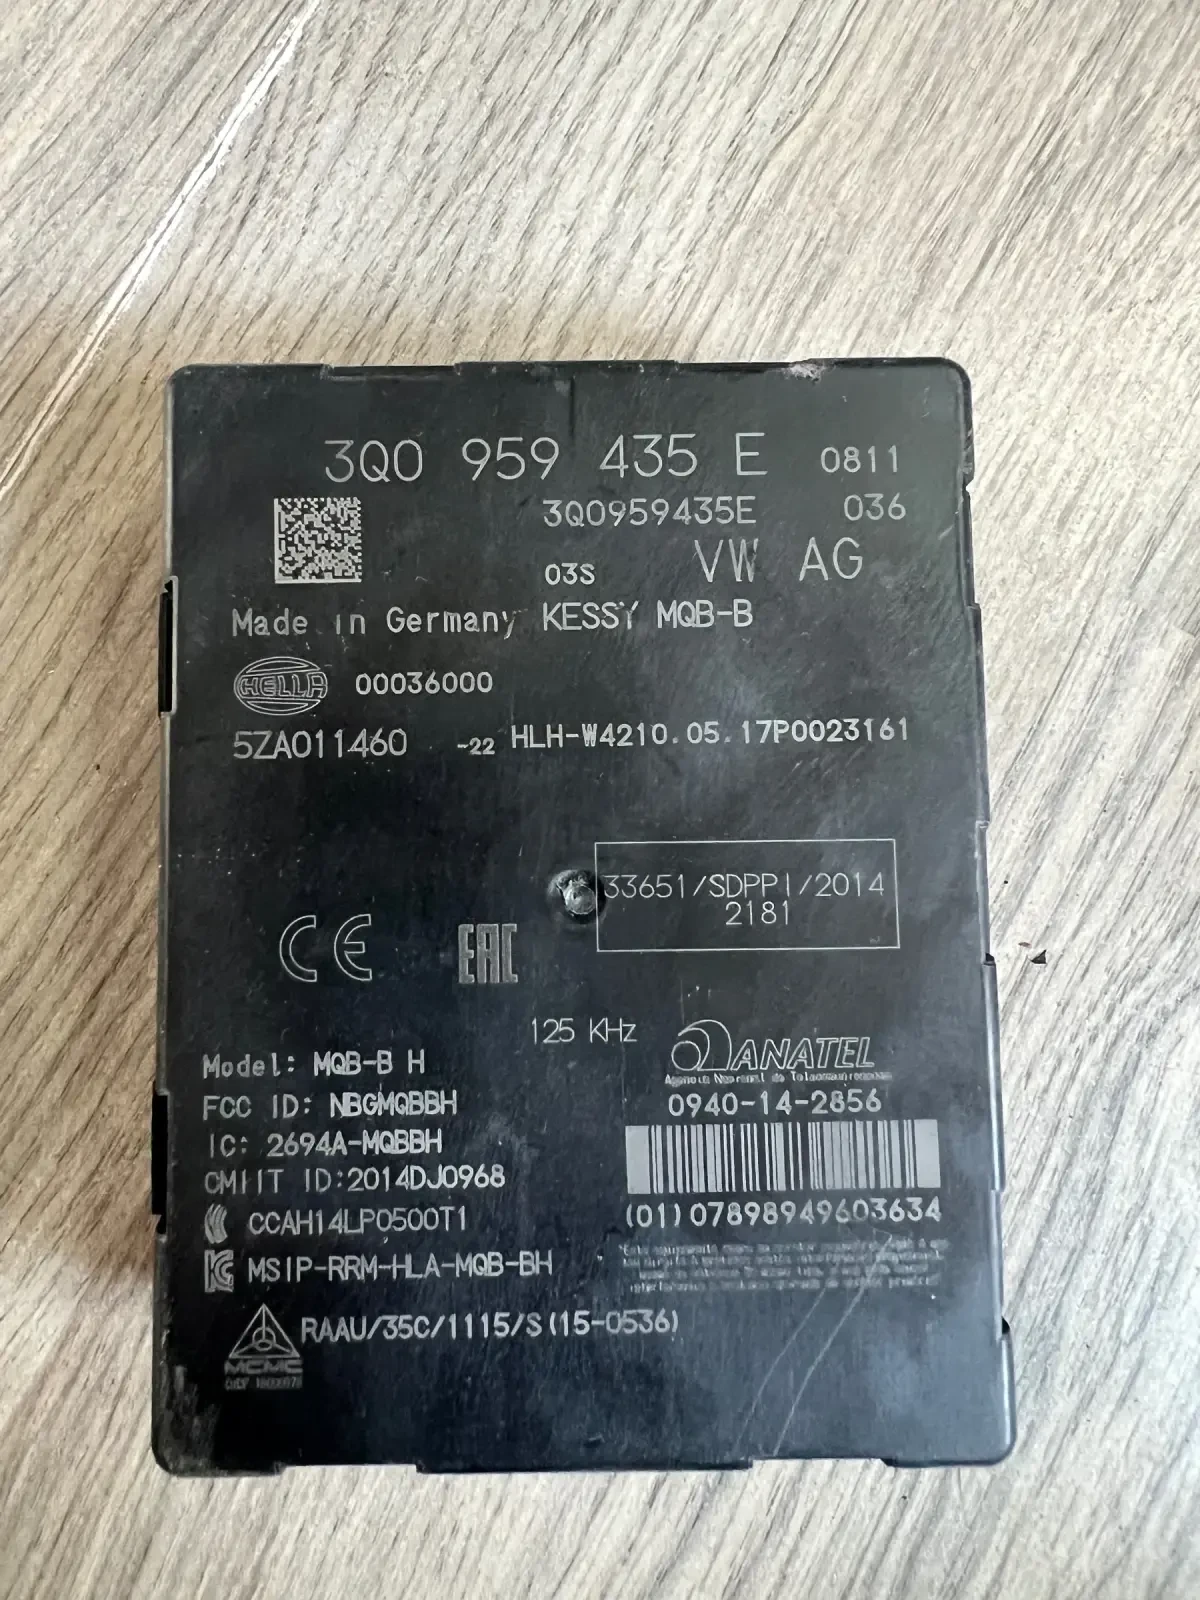 3Q0 959 435 E 0811
3Q0959435E 036
03S VW AG
Made in Germany KESSY MQB-B
HELLA 00036000
5ZA011460 -22 HLH-W4210.05.17P0023161
33651/SDPPI/2014
2181
CE EAC
125 KHz
ANATEL
Model: MQB-B H
FCC ID: NBGMQBBH
0940-14-2856
IC: 2694A-MQBBH
CMIIT ID:2014DJ0968
CCAH14LP0500T1
(01)07898949603634
MSIP-RRM-HLA-MQB-BH
RAAU/35C/1115/S(15-0536)
MCMC